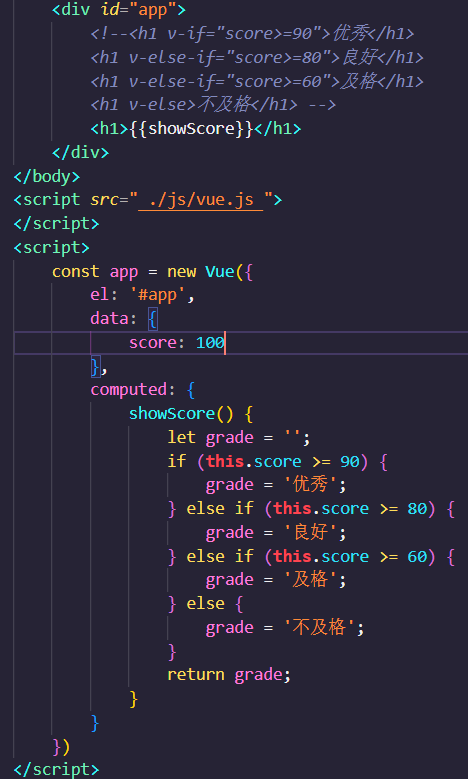 <div id="app">
<!--<h1 v-if="score>=90">优秀</h1>
<h1 v-else-if="score>=80">良好</h1>
<h1 v-else-if="score>=60">及格</h1>
<h1 v-else>不及格</h1> -->
<h1>{{showScore}}</h1>
</div>
</body>
<script src=" ./js/vue.js ">
</script>
<script>
const app = new Vue({
el: '#app',
data: {
score: 100
},
computed: {
showScore() {
let grade = '';
if (this.score >= 90) {
grade = '优秀';
} else if (this.score >= 80) {
grade = '良好';
} else if (this.score >= 60) {
grade = '及格';
} else {
grade = '不及格';
}
return grade;
}
}
})
</script>